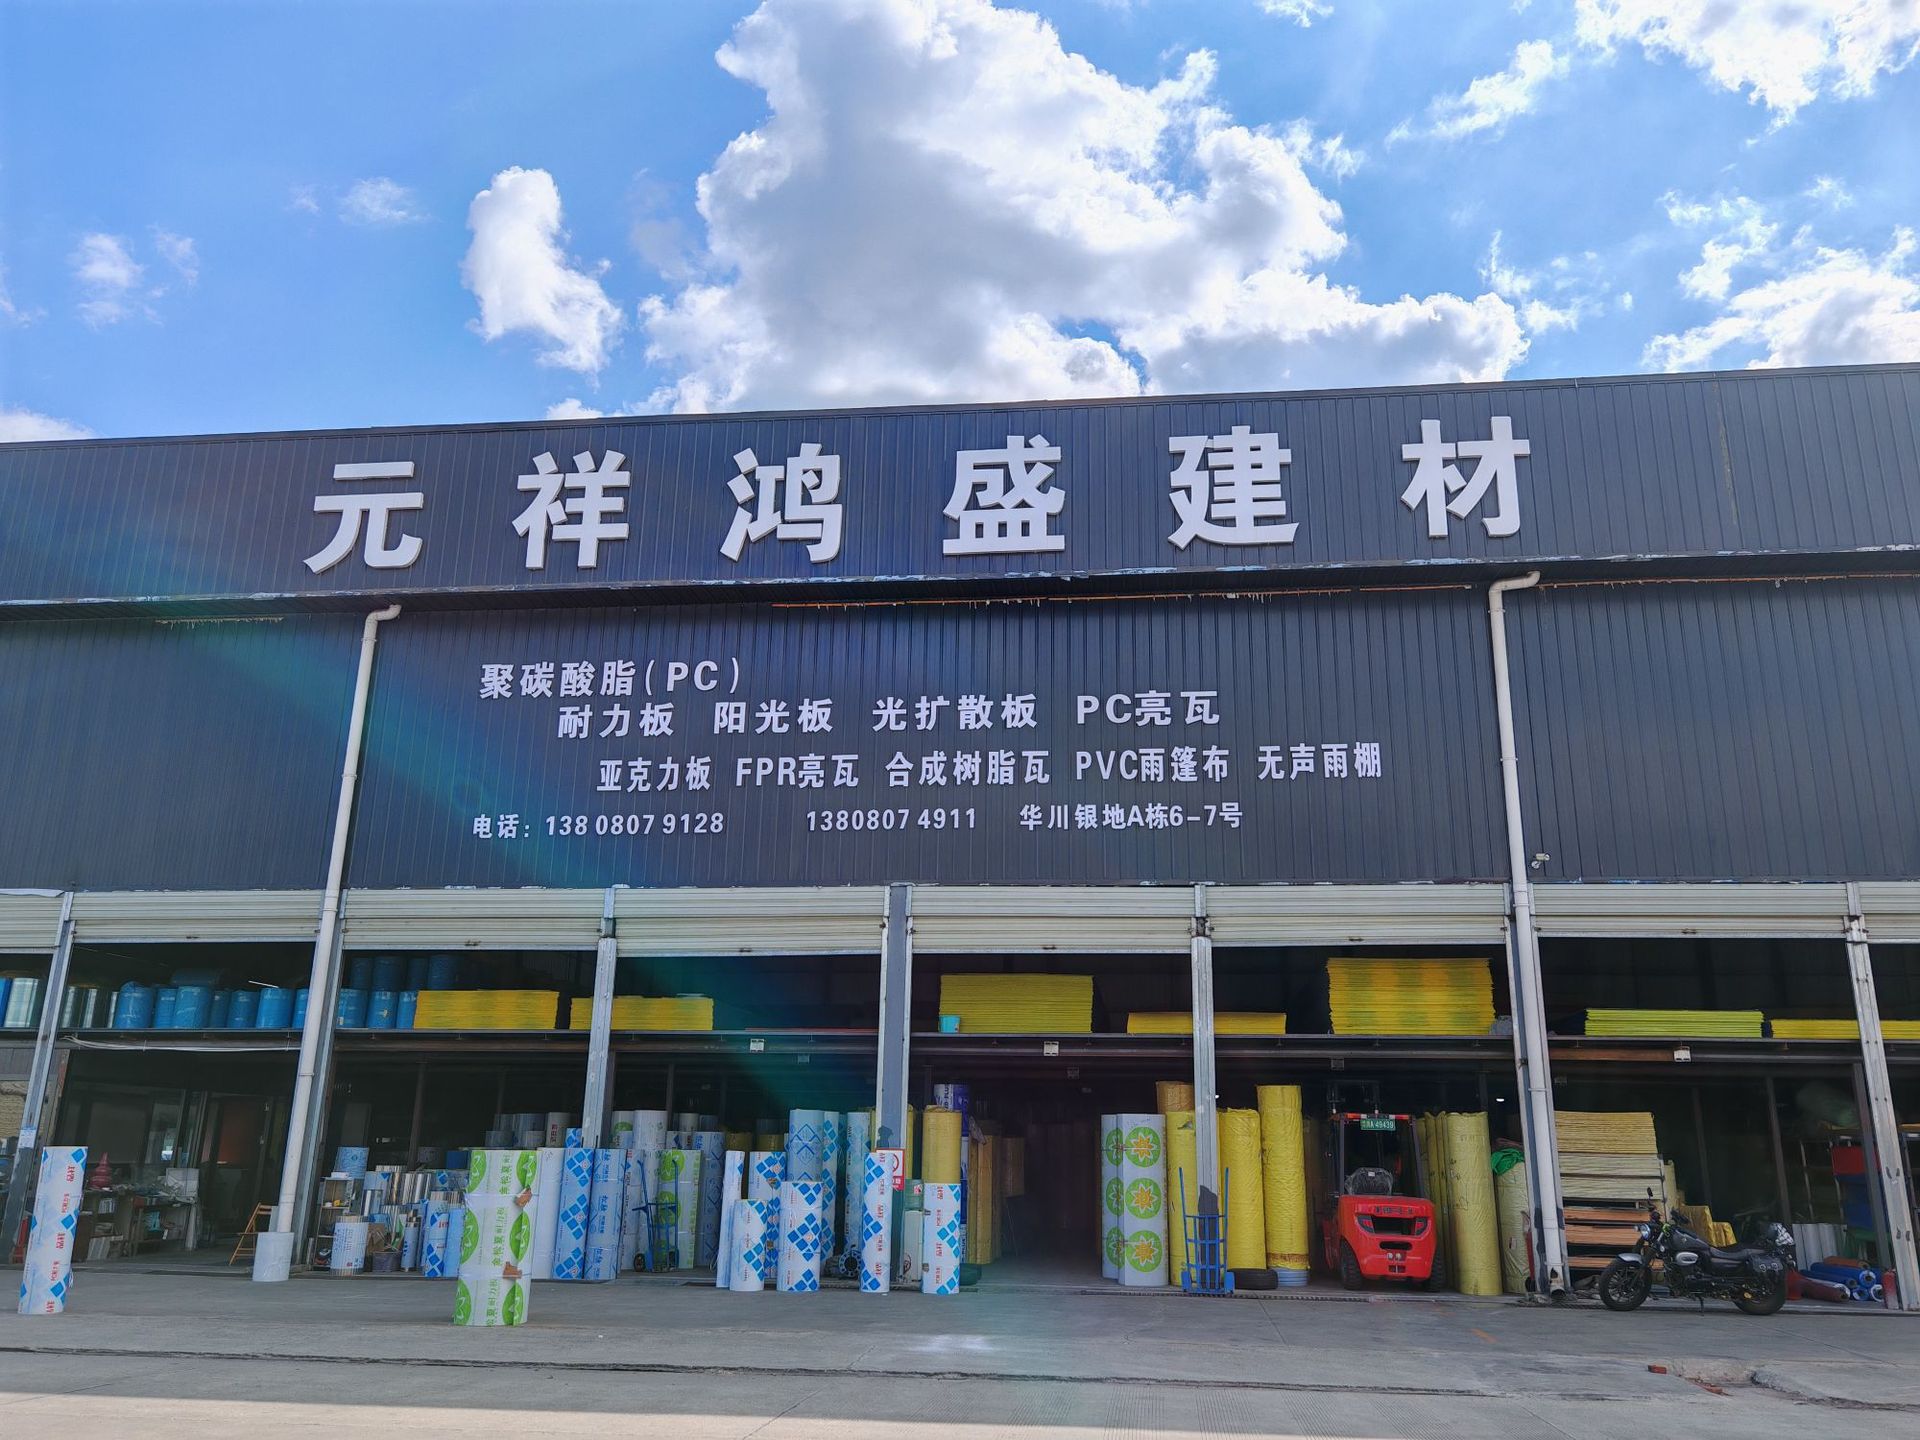 元祥鸿盛建材
聚碳酸脂(PC)
耐力板 阳光板 光扩散板 PC亮瓦
亚克力板 FPR亮瓦 合成树脂瓦 PVC雨篷布 无声雨棚
电话: 138 0807 9128 1380807 4911 华川银地A栋6-7号